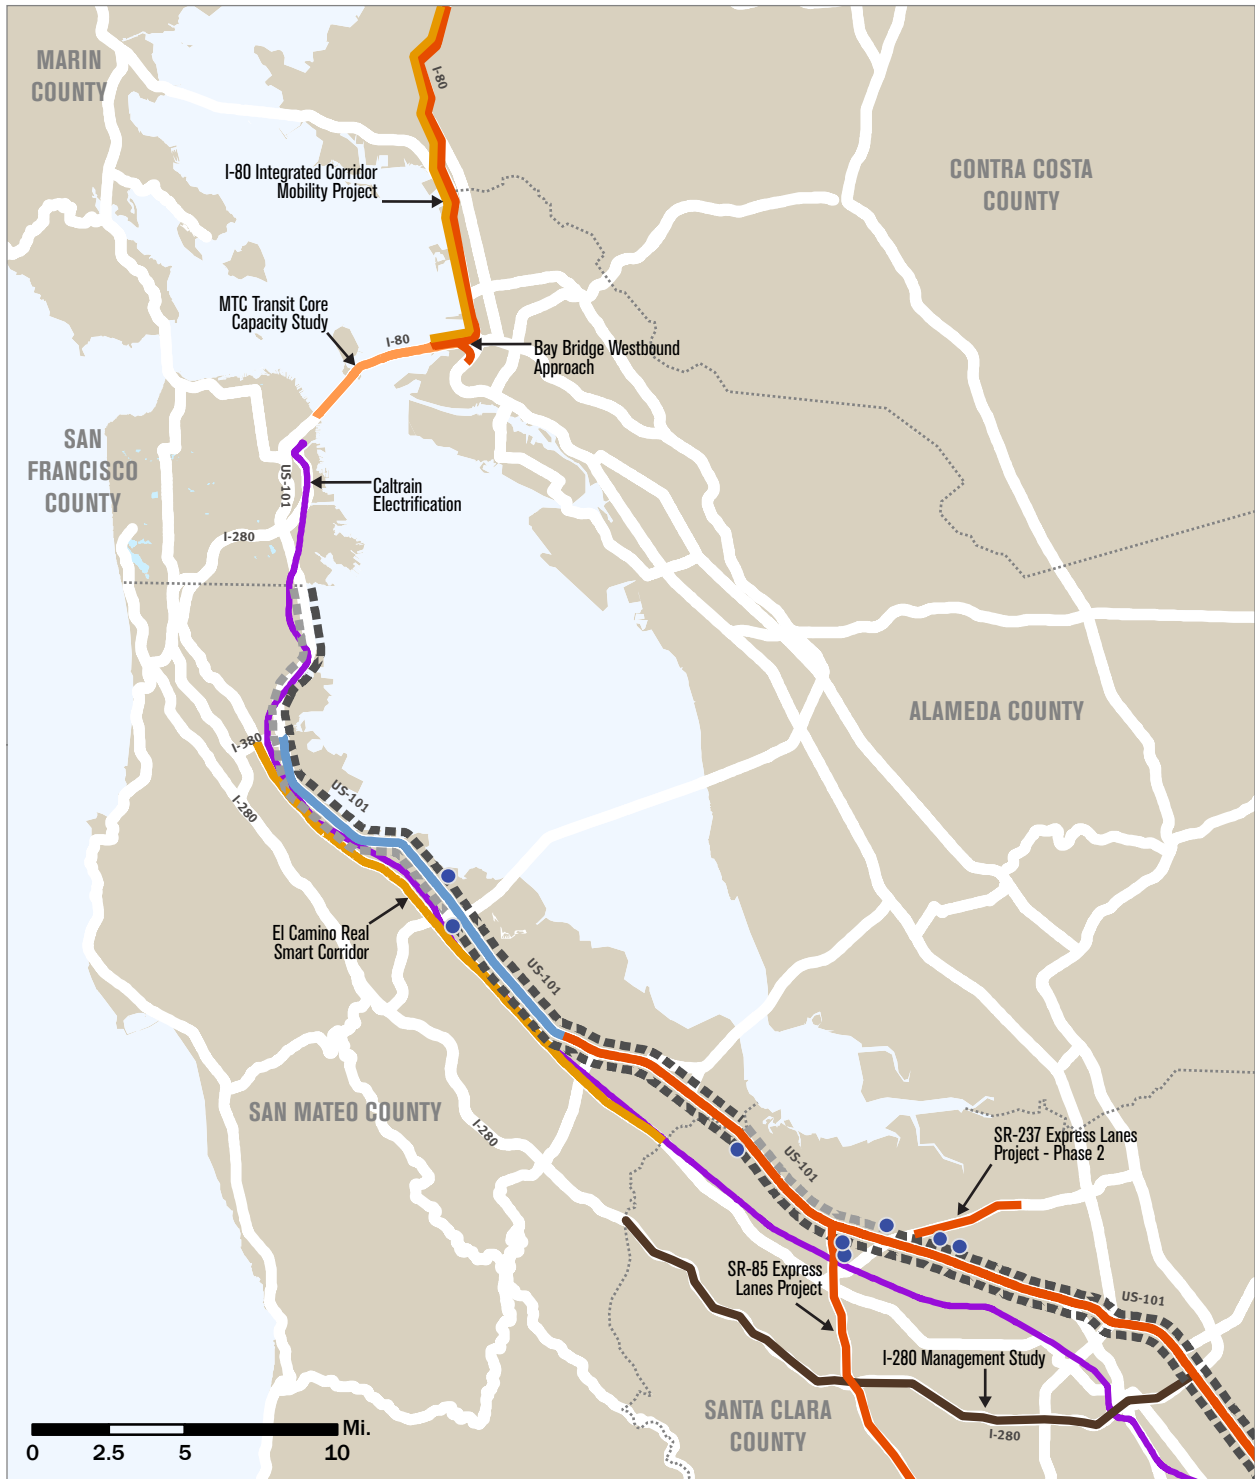 MARIN
COUNTY
I-80
I-80 Integrated Corridor
Mobility Project
CONTRA COSTA
COUNTY
MTC Transit Core
Capacity Study
I-80
Bay Bridge Westbound
Approach
SAN
FRANCISCO
COUNTY
US-101
Caltrain
Electrification
I-280
ALAMEDA COUNTY
I-380
US-101
I-280
El Camino Real
Smart Corridor
US-101
SAN MATEO COUNTY
I-280
US-101
SR-237 Express Lanes
Project - Phase 2
SR-85 Express
Lanes Project
US-101
I-280 Management Study
SANTA CLARA
COUNTY
I-280
Mi.
0 2.5 5 10